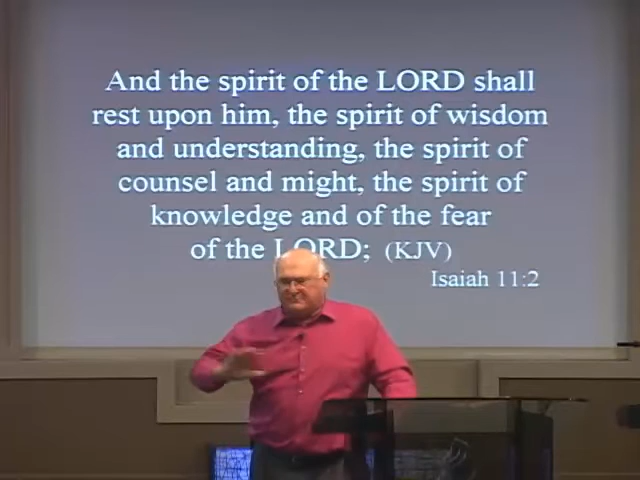 And the spirit of the LORD shall
rest upon him, the spirit of wisdom
and understanding, the spirit of
counsel and might, the spirit of
knowledge and of the fear
of the LORD; (KJV)
Isaiah 11:2